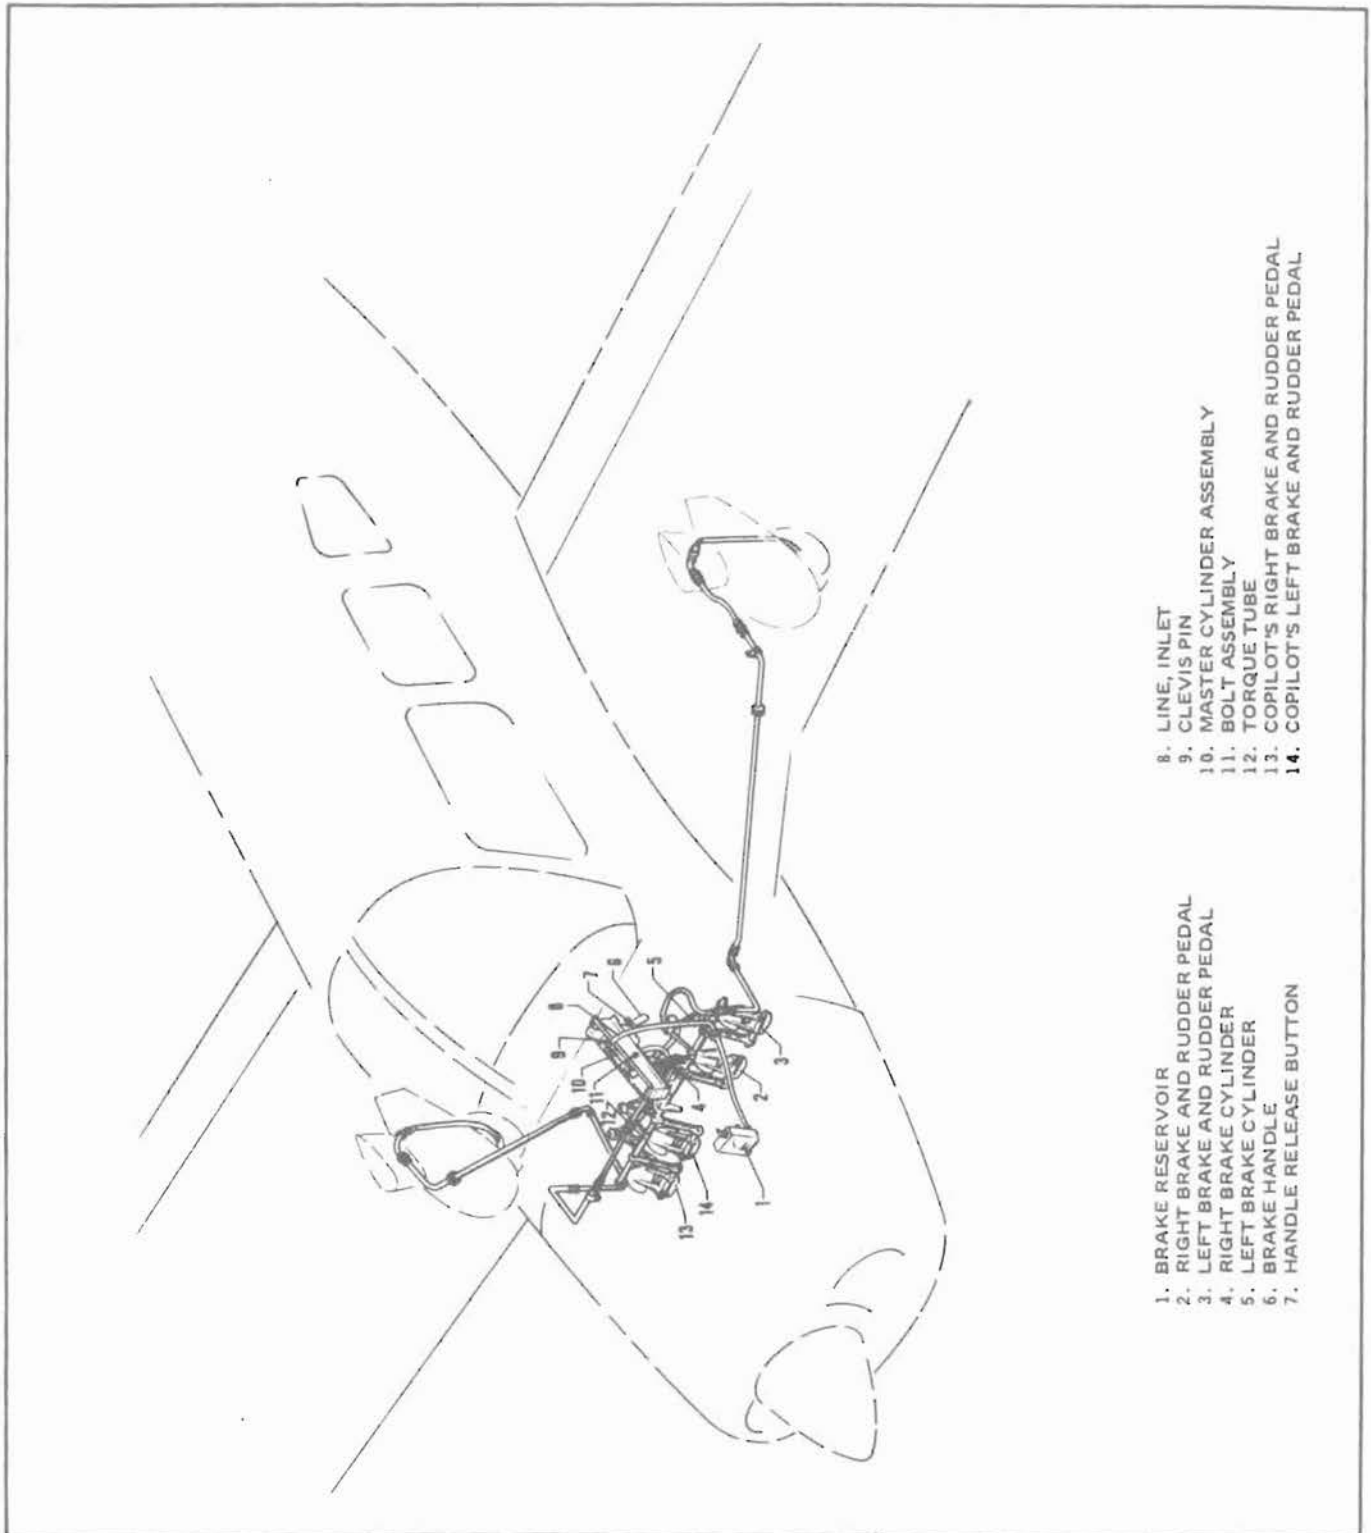 8
9
10
11
12
7
6
5
4
3
2
1
13
14
1. BRAKE RESERVOIR
2. RIGHT BRAKE AND RUDDER PEDAL
3. LEFT BRAKE AND RUDDER PEDAL
4. RIGHT BRAKE CYLINDER
5. LEFT BRAKE CYLINDER
6. BRAKE HANDLE
7. HANDLE RELEASE BUTTON
8. LINE, INLET
9. CLEVIS PIN
10. MASTER CYLINDER ASSEMBLY
11. BOLT ASSEMBLY
12. TORQUE TUBE
13. COPILOT'S RIGHT BRAKE AND RUDDER PEDAL
14. COPILOT'S LEFT BRAKE AND RUDDER PEDAL